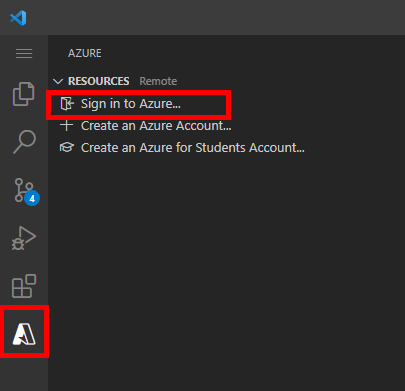 AZURE
RESOURCES Remote
Sign in to Azure...
Create an Azure Account...
Create an Azure for Students Account...
4